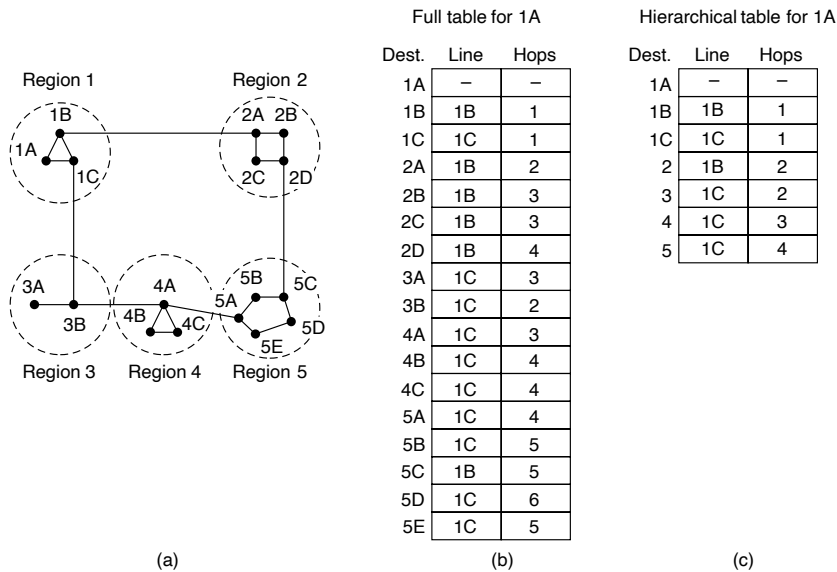 Full table for 1A
Hierarchical table for 1A
Dest. Line Hops
Dest. Line Hops
Region 1
Region 2
1B
2A 2B
1A
1C
2C 2D
3A
4A
5B 5C
5A
3B
4B 4C
5D
5E
Region 3
Region 4
Region 5
1A – –
1B 1B 1
1C 1C 1
2A 1B 2
2B 1B 3
2C 1B 3
2D 1B 4
3A 1C 3
3B 1C 2
4A 1C 3
4B 1C 4
4C 1C 4
5A 1C 4
5B 1C 5
5C 1B 5
5D 1C 6
5E 1C 5
1A – –
1B 1B 1
1C 1C 1
2 1B 2
3 1C 2
4 1C 3
5 1C 4
(a)
(b)
(c)